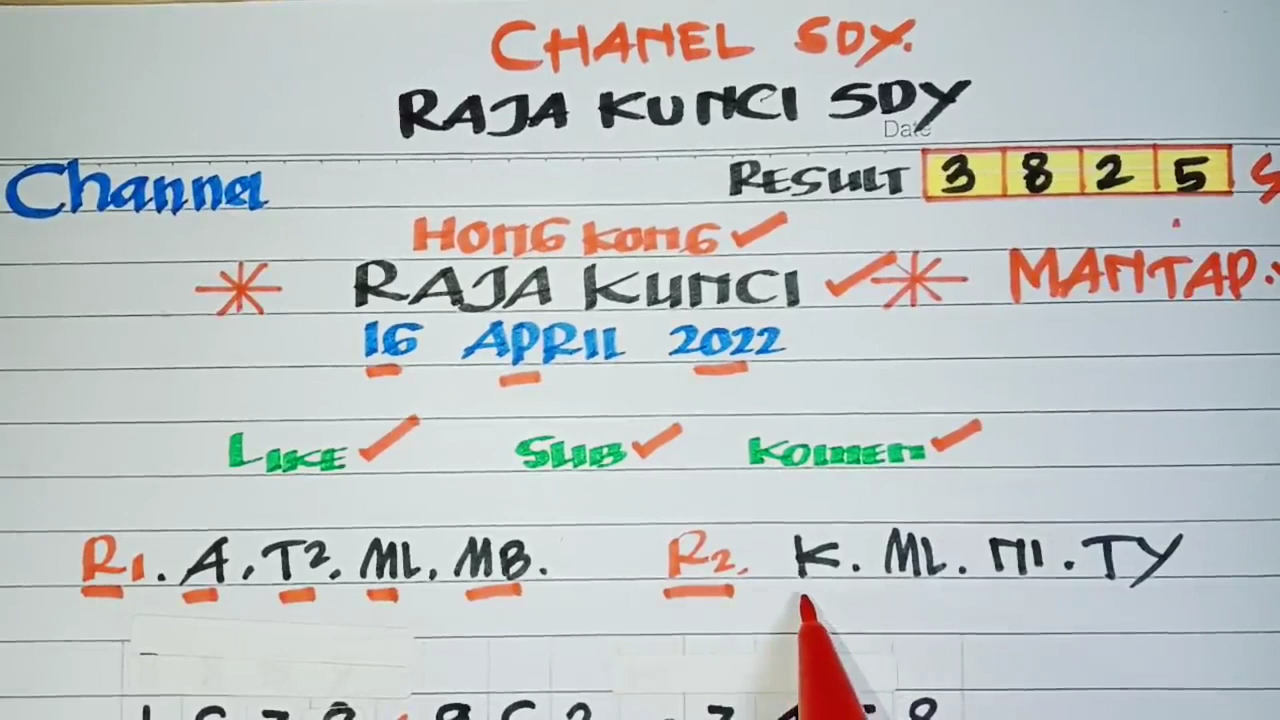 CHANEL SDY.
RAJA KUNCI SDY
Date
Channel
RESULT 3 8 2 5
HONG KONG
RAJA KUNCI MANTAP.
16 APRIL 2022
LIKE SUB KOMEN
R1. A. T2. ML. MB. R2. K. ML. N1. TY